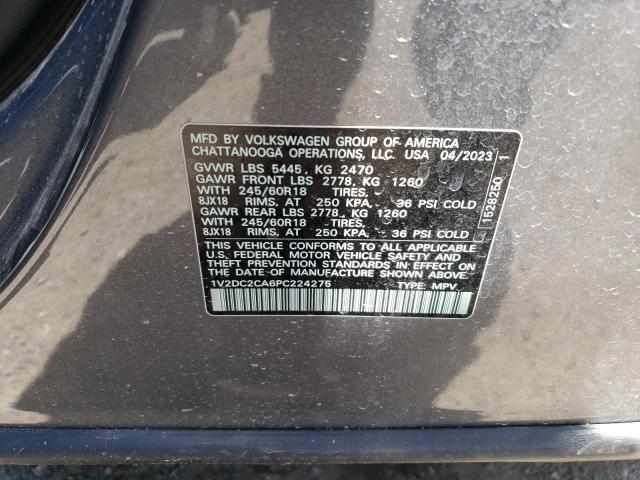 MFD BY VOLKSWAGEN GROUP OF AMERICA
CHATTANOOGA OPERATIONS, LLC. USA 04/2023
GVWR LBS 5445, KG 2470
GAWR FRONT LBS 2778, KG 1260
WITH 245/60R18 TIRES,
8JX18 RIMS, AT 250 KPA, 36 PSI COLD
GAWR REAR LBS 2778, KG 1260
WITH 245/60R18 TIRES,
8JX18 RIMS, AT 250 KPA, 36 PSI COLD
THIS VEHICLE CONFORMS TO ALL APPLICABLE
U.S. FEDERAL MOTOR VEHICLE SAFETY AND
THEFT PREVENTION STANDARDS IN EFFECT ON
THE DATE OF MANUFACTURE SHOWN ABOVE.
1V2DC2CA6PC224275 TYPE: MPV
1528250 1